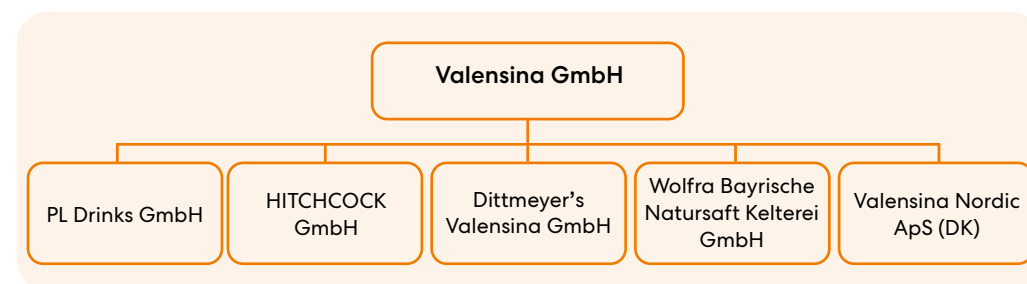 Valensina GmbH
PL Drinks GmbH
HITCHCOCK
GmbH
Dittmeyer’s
Valensina GmbH
Wolfra Bayrische
Natursaft Kelterei
GmbH
Valensina Nordic
ApS (DK)